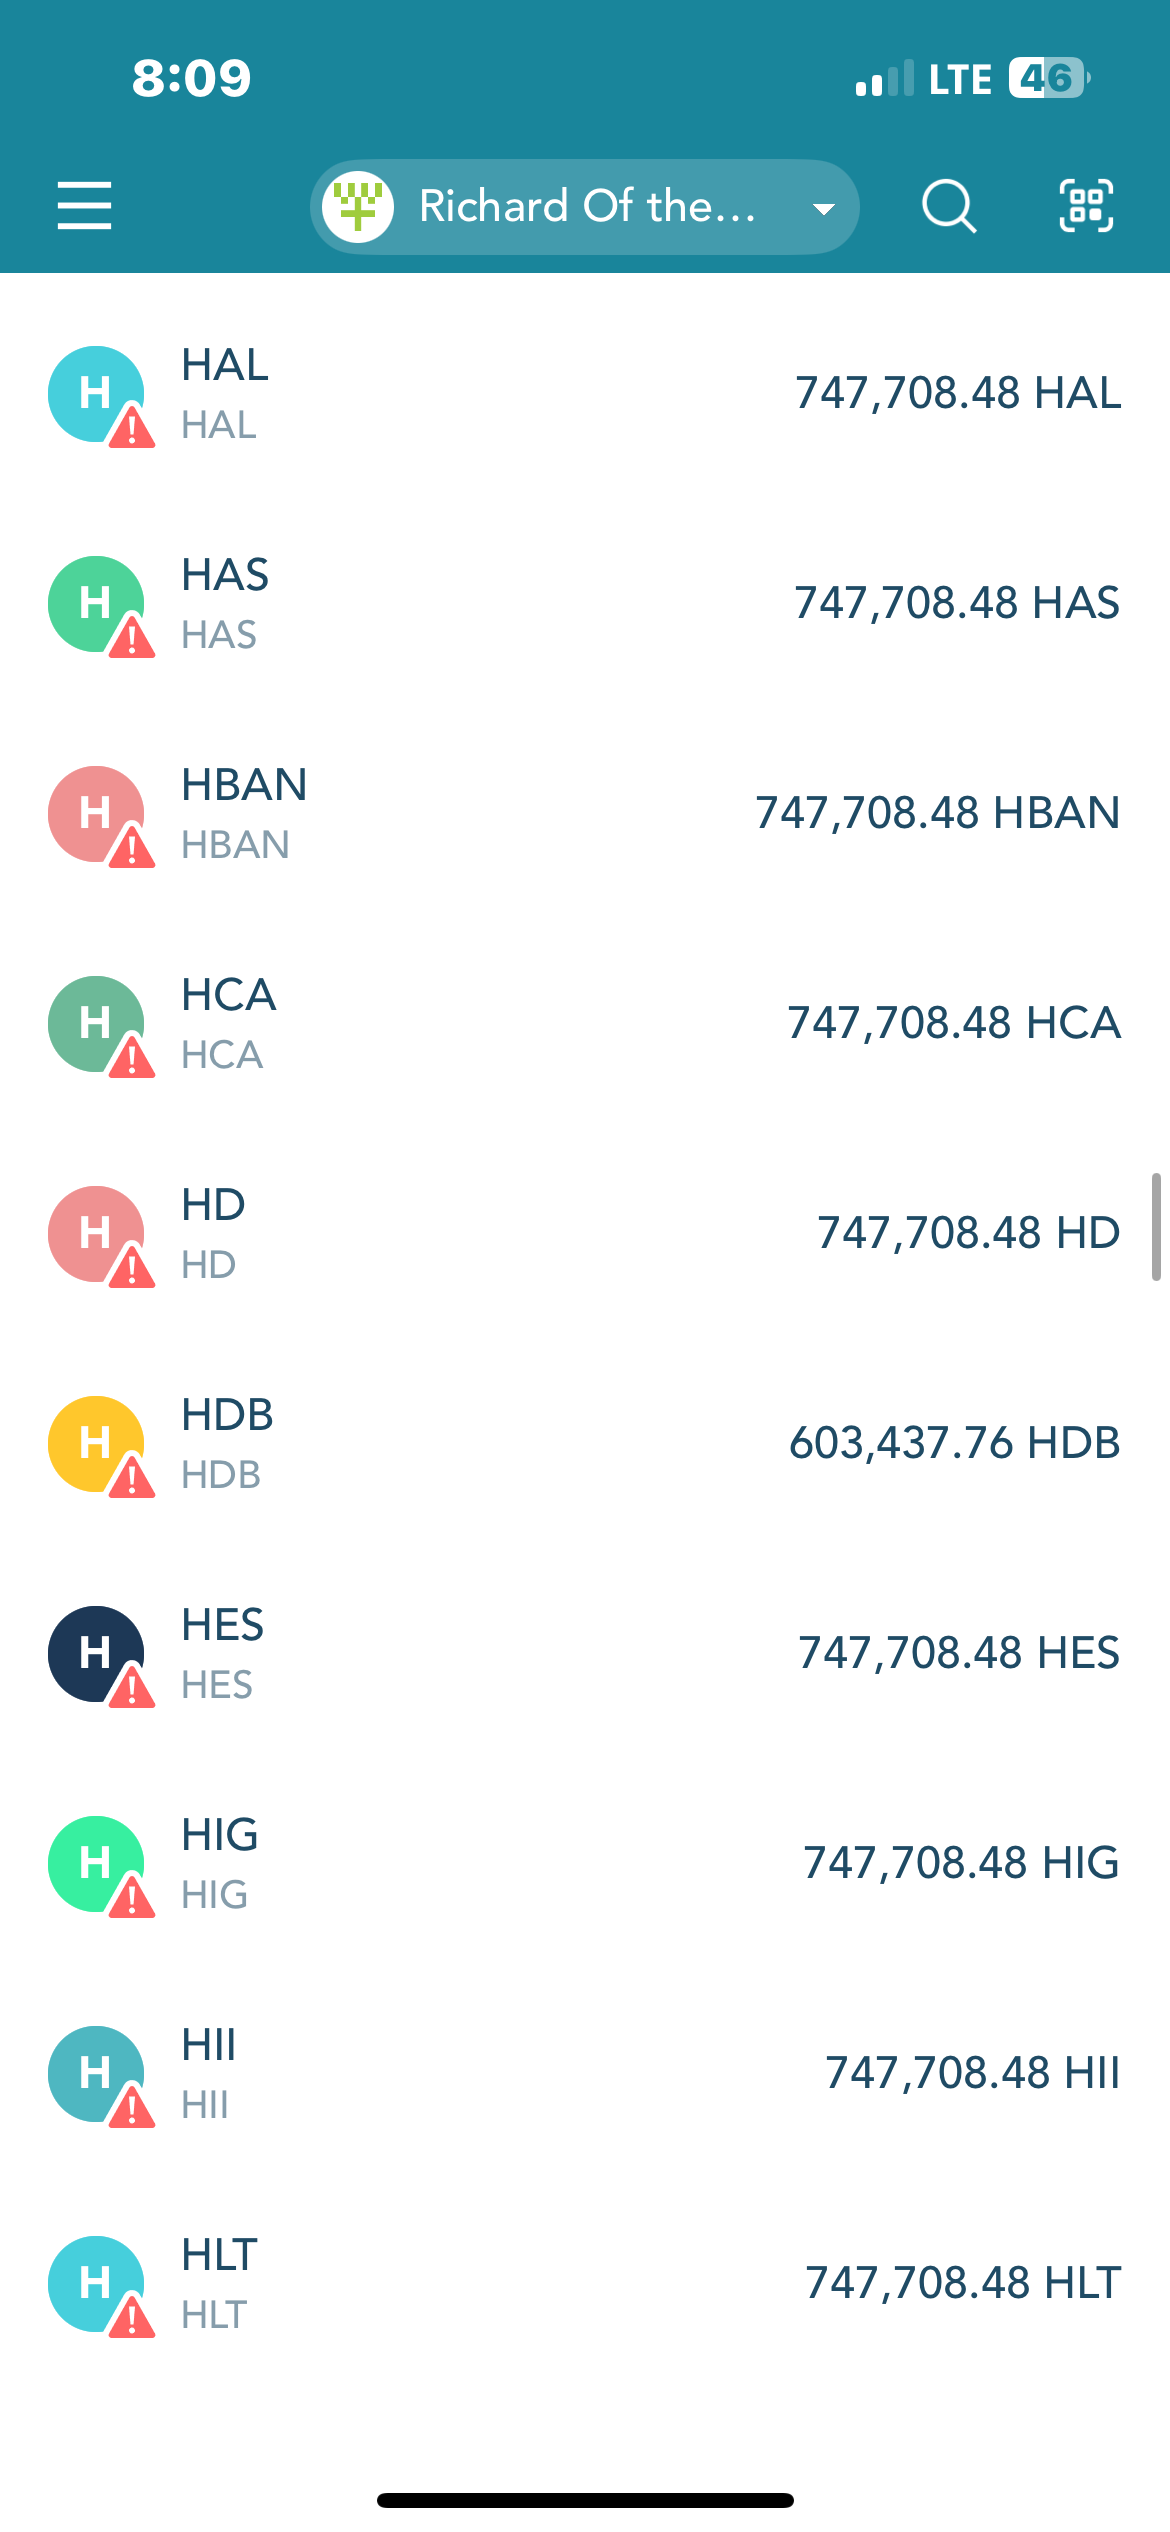 8:09 LTE 46
Richard Of the...
H HAL
HAL
747,708.48 HAL
H HAS
HAS
747,708.48 HAS
H HBAN
HBAN
747,708.48 HBAN
H HCA
HCA
747,708.48 HCA
H HD
HD
747,708.48 HD
H HDB
HDB
603,437.76 HDB
H HES
HES
747,708.48 HES
H HIG
HIG
747,708.48 HIG
H HII
HII
747,708.48 HII
H HLT
HLT
747,708.48 HLT